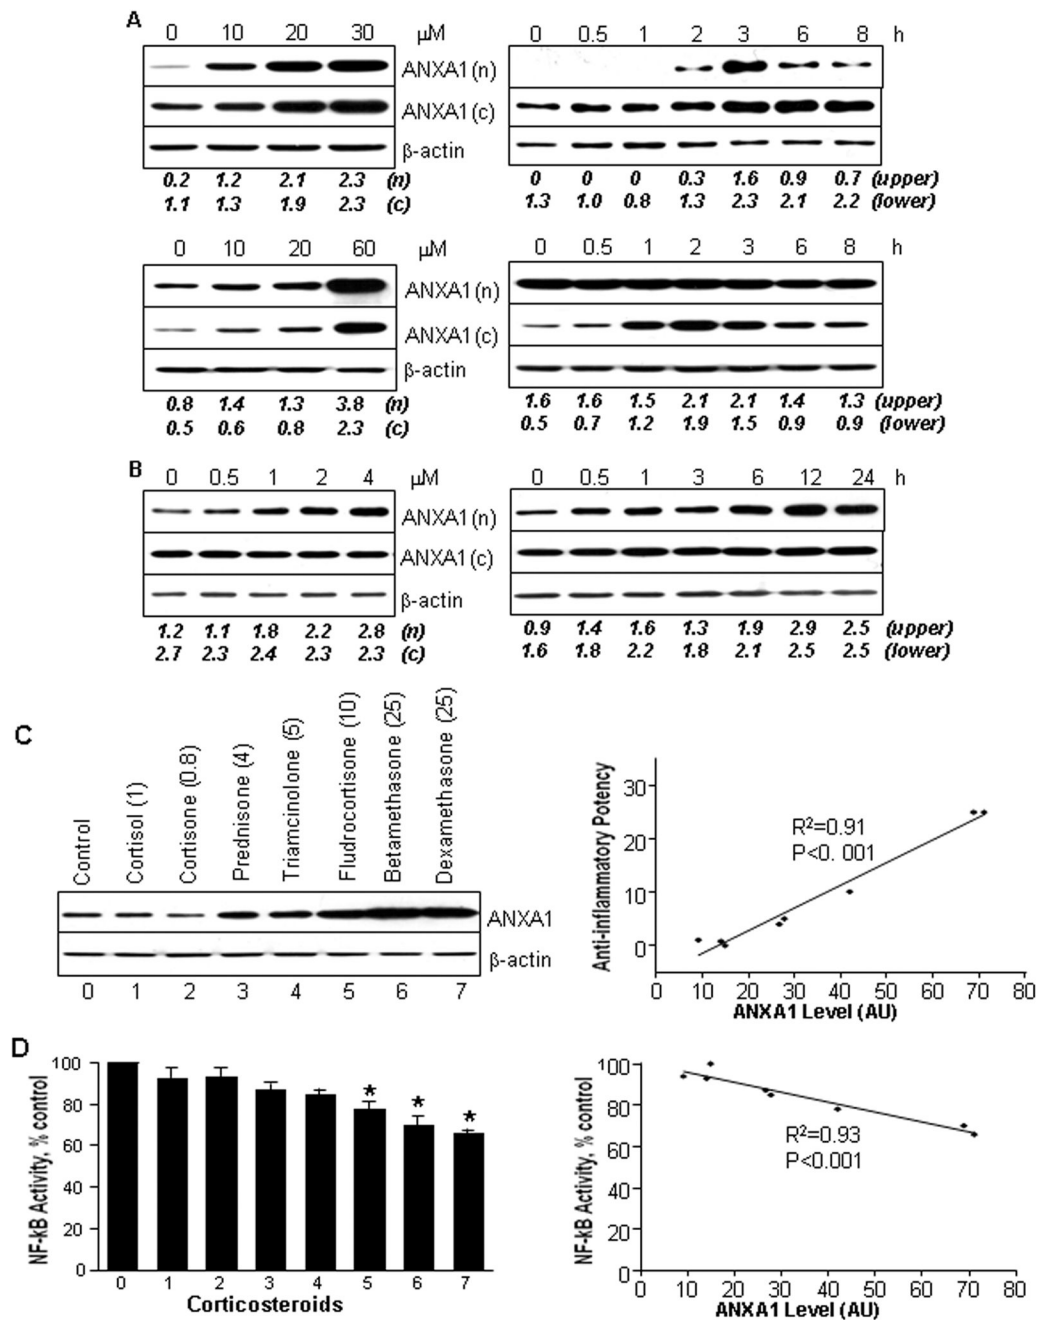 A
0 10 20 30 µM
ANXA1 (n)
ANXA1 (c)
β-actin
0.2 1.2 2.1 2.3 (n)
1.1 1.3 1.9 2.3 (c)
0 0.5 1 2 3 6 8 h
0 0 0 0.3 1.6 0.9 0.7 (upper)
1.3 1.0 0.8 1.3 2.3 2.1 2.2 (lower)
0 10 20 60 µM
ANXA1 (n)
ANXA1 (c)
β-actin
0.8 1.4 1.3 3.8 (n)
0.5 0.6 0.8 2.3 (c)
0 0.5 1 2 3 6 8 h
1.6 1.6 1.5 2.1 2.1 1.4 1.3 (upper)
0.5 0.7 1.2 1.9 1.5 0.9 0.9 (lower)
B
0 0.5 1 2 4 µM
ANXA1 (n)
ANXA1 (c)
β-actin
1.2 1.1 1.8 2.2 2.8 (n)
2.7 2.3 2.4 2.3 2.3 (c)
0 0.5 1 3 6 12 24 h
0.9 1.4 1.6 1.3 1.9 2.9 2.5 (upper)
1.6 1.8 2.2 1.8 2.1 2.5 2.5 (lower)
C
Control
Cortisol (1)
Cortisone (0.8)
Prednisone (4)
Triamcinolone (5)
Fludrocortisone (10)
Betamethasone (25)
Dexamethasone (25)
ANXA1
β-actin
0 1 2 3 4 5 6 7
Anti-inflammatory Potency
30
20
10
0
R²=0.91
P<0. 001
0 10 20 30 40 50 60 70 80
ANXA1 Level (AU)
D
NF-kB Activity, % control
100
80
60
40
20
0
* * *
0 1 2 3 4 5 6 7
Corticosteroids
NF-kB Activity, % control
100
80
60
40
20
0
R²=0.93
P<0.001
0 10 20 30 40 50 60 70 80
ANXA1 Level (AU)